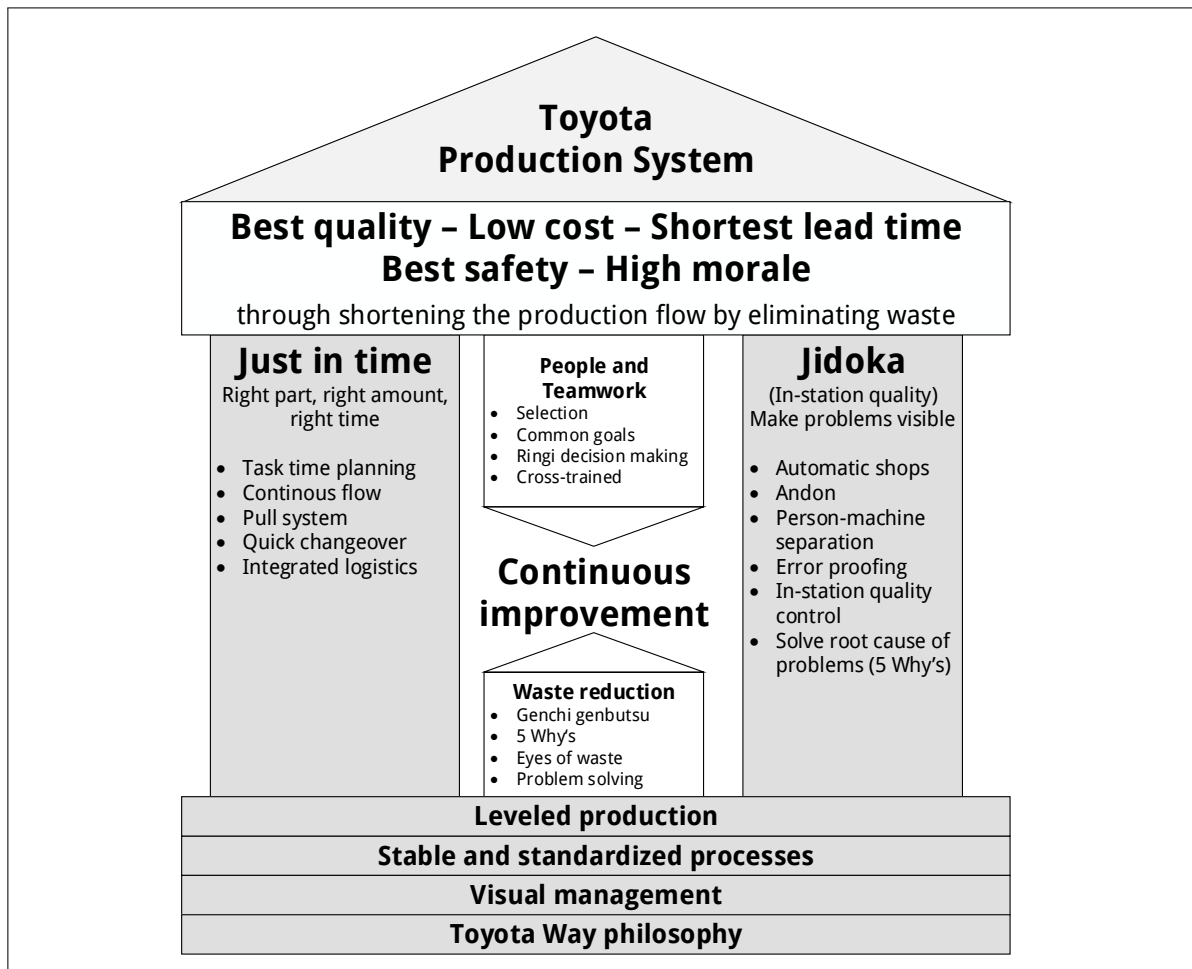 Toyota
Production System
Best quality – Low cost – Shortest lead time
Best safety – High morale
through shortening the production flow by eliminating waste
Just in time
Right part, right amount,
right time
• Task time planning
• Continous flow
• Pull system
• Quick changeover
• Integrated logistics
People and
Teamwork
• Selection
• Common goals
• Ringi decision making
• Cross-trained
Continuous
improvement
Waste reduction
• Genchi genbutsu
• 5 Why's
• Eyes of waste
• Problem solving
Jidoka
(In-station quality)
Make problems visible
• Automatic shops
• Andon
• Person-machine
separation
• Error proofing
• In-station quality
control
• Solve root cause of
problems (5 Why's)
Leveled production
Stable and standardized processes
Visual management
Toyota Way philosophy